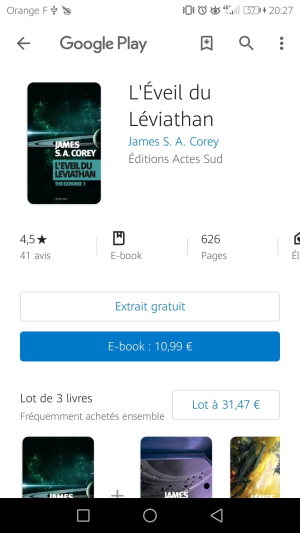 Orange F
57
20:27
Google Play
L'Éveil du
Léviathan
James S. A. Corey
Éditions Actes Sud
JAMES
S. A. COREY
L'ÉVEIL DU
LÉVIATHAN
THE EXPANSE 1
4,5★
41 avis
E-book
626
Pages
Él
Extrait gratuit
E-book : 10,99 €
Lot de 3 livres
Fréquemment achetés ensemble
Lot à 31,47 €
JAMES
+
JAMES
JAMES